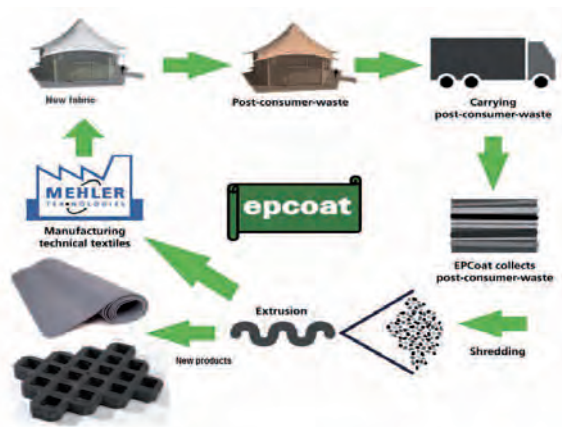 New fabric
Post-consumer-waste
Carrying
post-consumer-waste
MEHLER
TEXNOLOGIES
Manufacturing
technical textiles
epcoat
EPCoat collects
post-consumer-waste
Extrusion
Shredding
New products